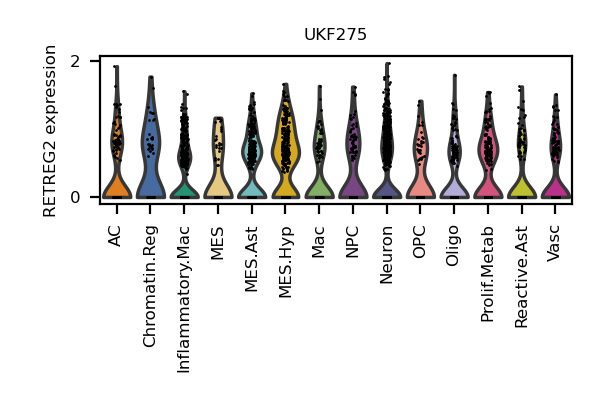 UKF275
RETREG2 expression
2
0
AC
Chromatin.Reg
Inflammatory.Mac
MES
MES.Ast
MES.Hyp
Mac
NPC
Neuron
OPC
Oligo
Prolif.Metab
Reactive.Ast
Vasc